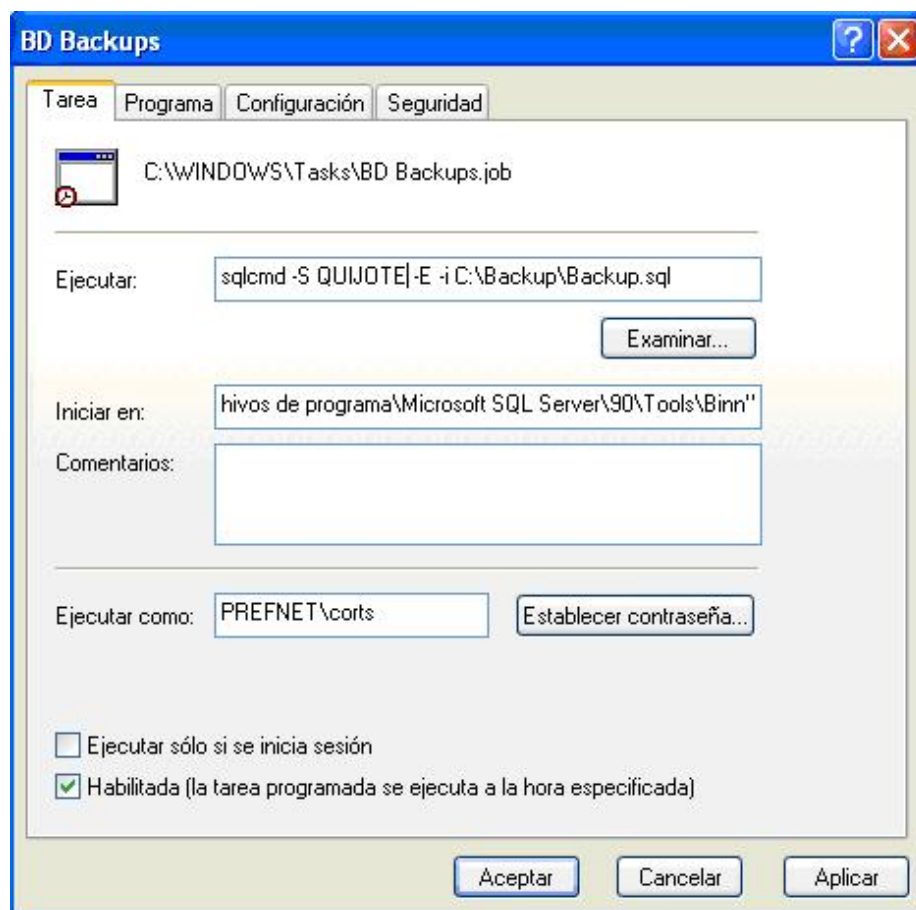 BD Backups
Tarea Programa Configuración Seguridad
C:\WINDOWS\Tasks\BD Backups.job
Ejecutar: sqlcmd -S QUIJOTE -E -i C:\Backup\Backup.sql
Examinar...
Iniciar en: hivos de programa\Microsoft SQL Server\90\Tools\Binn"
Comentarios:
Ejecutar como: PREFNET\corts Establecer contraseña...
Ejecutar sólo si se inicia sesión
Habilitada (la tarea programada se ejecuta a la hora especificada)
Aceptar Cancelar Aplicar